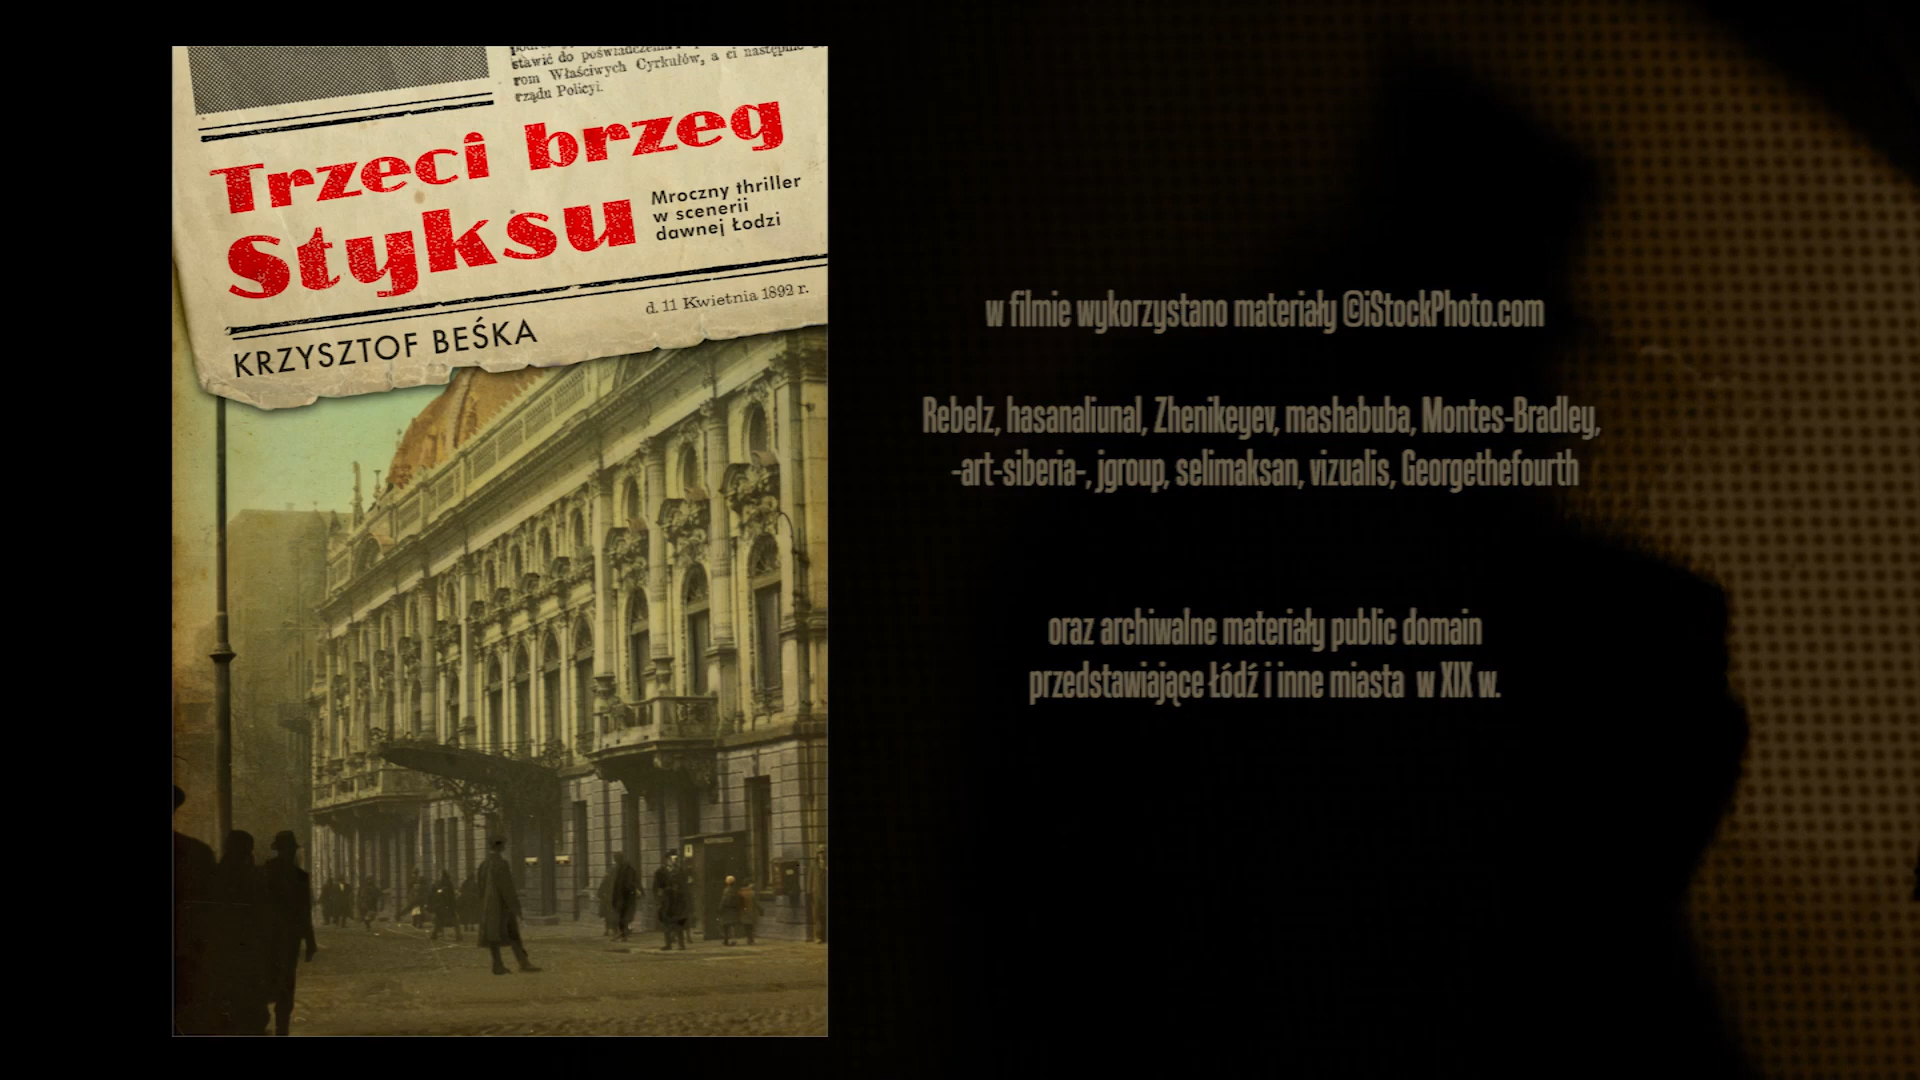 stawić do poświadczenia
rom Właściwych Cyrkułów, a ci następnie
rządu Policyi.
Trzeci brzeg
Styksu
Mroczny thriller
w scenerii
dawnej Łodzi
d. 11 Kwietnia 1892 r.
KRZYSZTOF BEŚKA
w filmie wykorzystano materiały ©iStockPhoto.com
Rebelz, hasanaliunal, Zhenikeyev, mashabuba, Montes-Bradley,
-art-siberia-, jgroup, selimaksan, vizualis, Georgethefourth
oraz archiwalne materiały public domain
przedstawiające Łódź i inne miasta w XIX w.